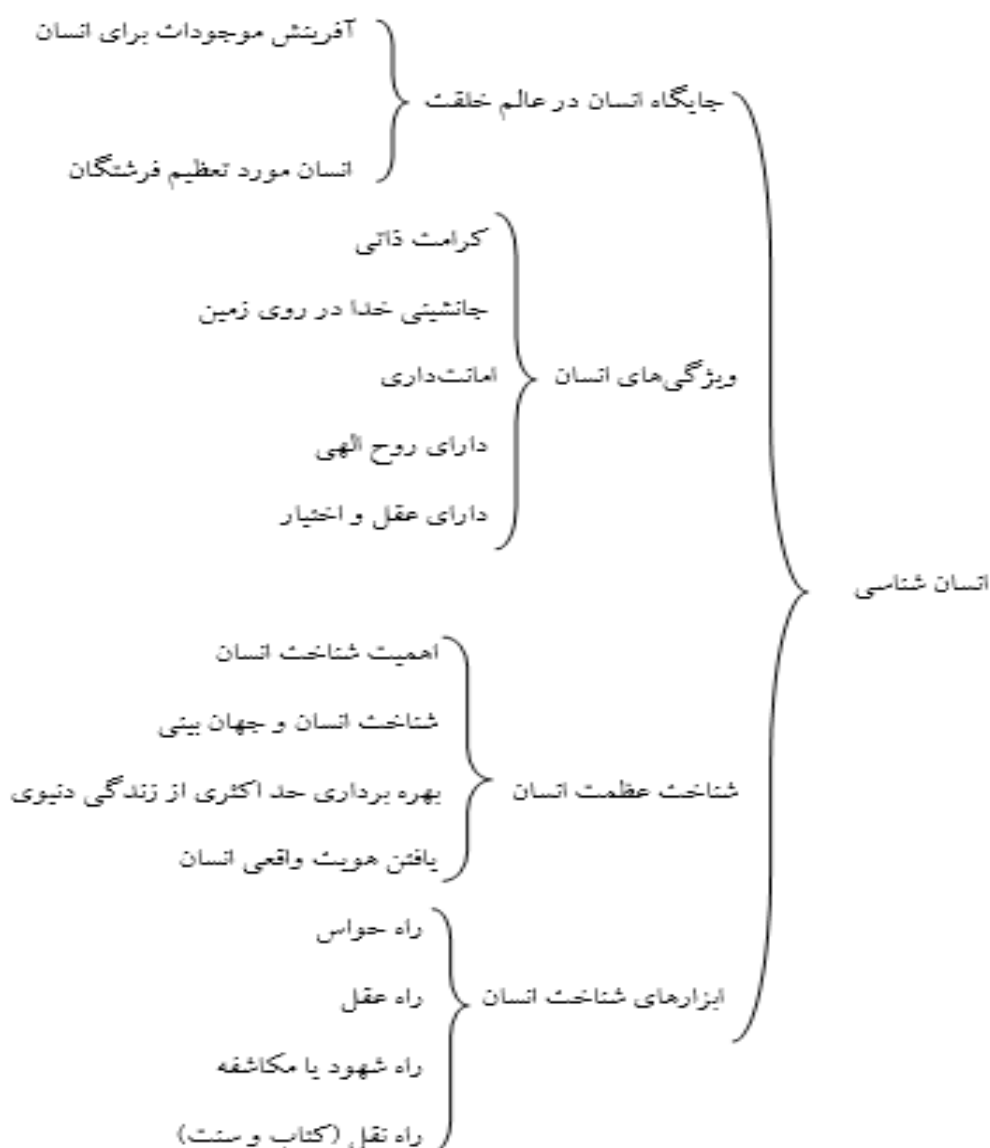 انسان شناسی
جایگاه انسان در عالم خلقت
آفرینش موجودات برای انسان
انسان مورد تعظیم فرشتگان
ویژگی‌های انسان
کرامت ذاتی
جانشینی خدا در روی زمین
امانت‌داری
دارای روح الهی
دارای عقل و اختیار
شناخت عظمت انسان
اهمیت شناخت انسان
شناخت انسان و جهان بینی
بهره برداری حد اکثری از زندگی دنیوی
یافتن هویت واقعی انسان
ابزارهای شناخت انسان
راه حواس
راه عقل
راه شهود یا مکاشفه
راه نقل (کتاب و سنت)